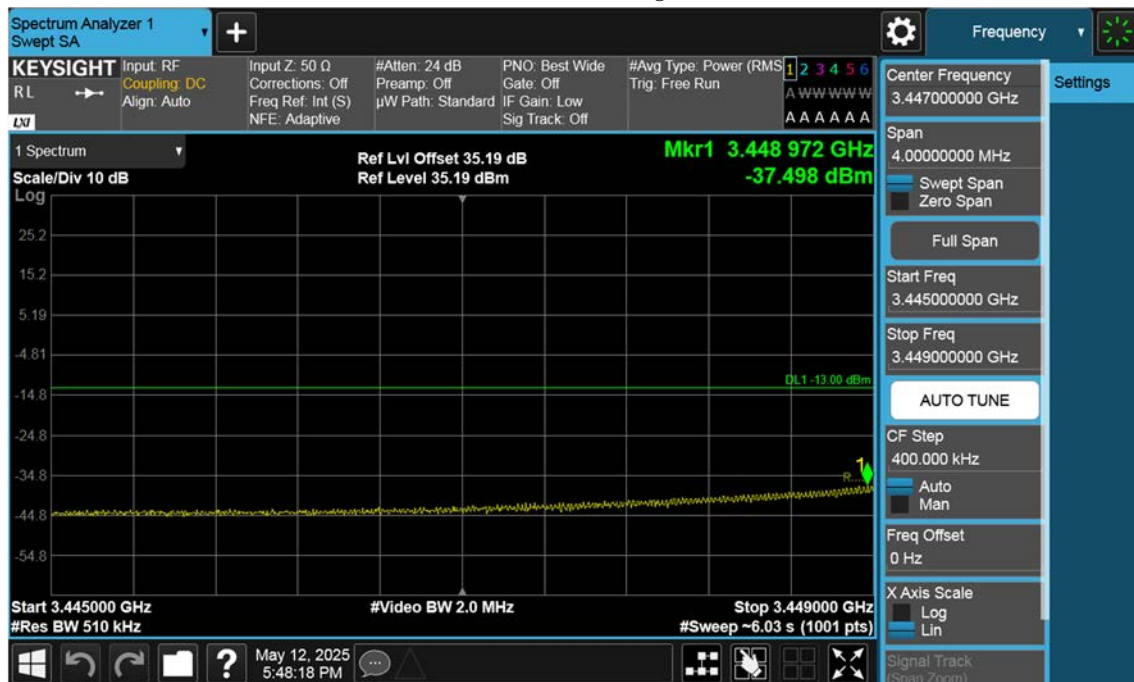 Spectrum Analyzer 1
Swept SA
+
Frequency
KEYSIGHT
RL
LXI
Input: RF
Coupling: DC
Align: Auto
Input Z: 50 Ω
Corrections: Off
Freq Ref: Int (S)
NFE: Adaptive
#Atten: 24 dB
Preamp: Off
µW Path: Standard
PNO: Best Wide
Gate: Off
IF Gain: Low
Sig Track: Off
#Avg Type: Power (RMS
Trig: Free Run
1 2 3 4 5 6
A W W W W W
A A A A A A
1 Spectrum
Scale/Div 10 dB
Ref Lvl Offset 35.19 dB
Ref Level 35.19 dBm
Mkr1 3.448 972 GHz
-37.498 dBm
Log
25.2
15.2
5.19
-4.81
-14.8
-24.8
-34.8
-44.8
-54.8
DL1 -13.00 dBm
1
R...
Start 3.445000 GHz
#Res BW 510 kHz
#Video BW 2.0 MHz
Stop 3.449000 GHz
#Sweep ~6.03 s (1001 pts)
Center Frequency
3.447000000 GHz
Span
4.00000000 MHz
Swept Span
Zero Span
Full Span
Start Freq
3.445000000 GHz
Stop Freq
3.449000000 GHz
AUTO TUNE
CF Step
400.000 kHz
Auto
Man
Freq Offset
0 Hz
X Axis Scale
Log
Lin
Signal Track
(Span Zoom)
Settings
?
May 12, 2025
5:48:18 PM